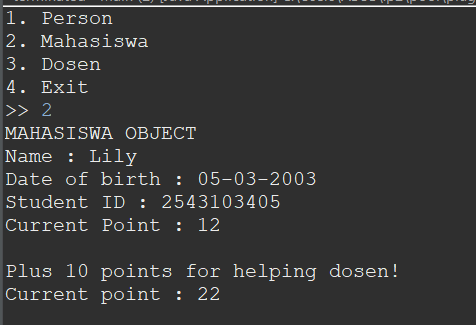 1. Person
2. Mahasiswa
3. Dosen
4. Exit
>> 2
MAHASISWA OBJECT
Name : Lily
Date of birth : 05-03-2003
Student ID : 2543103405
Current Point : 12
Plus 10 points for helping dosen!
Current point : 22